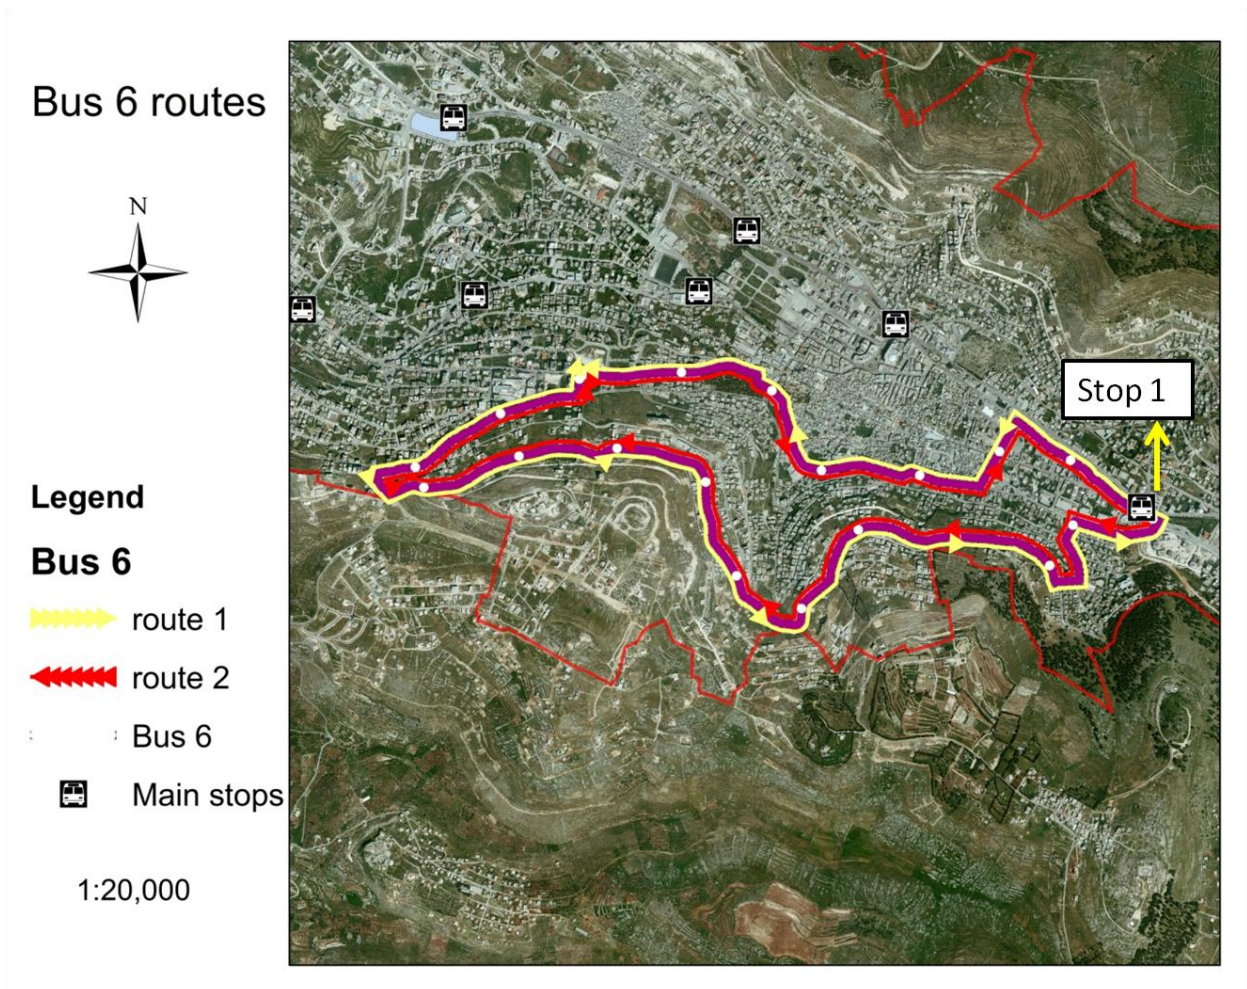 Bus 6 routes
N
Stop 1
Legend
Bus 6
route 1
route 2
Bus 6
Main stops
1:20,000